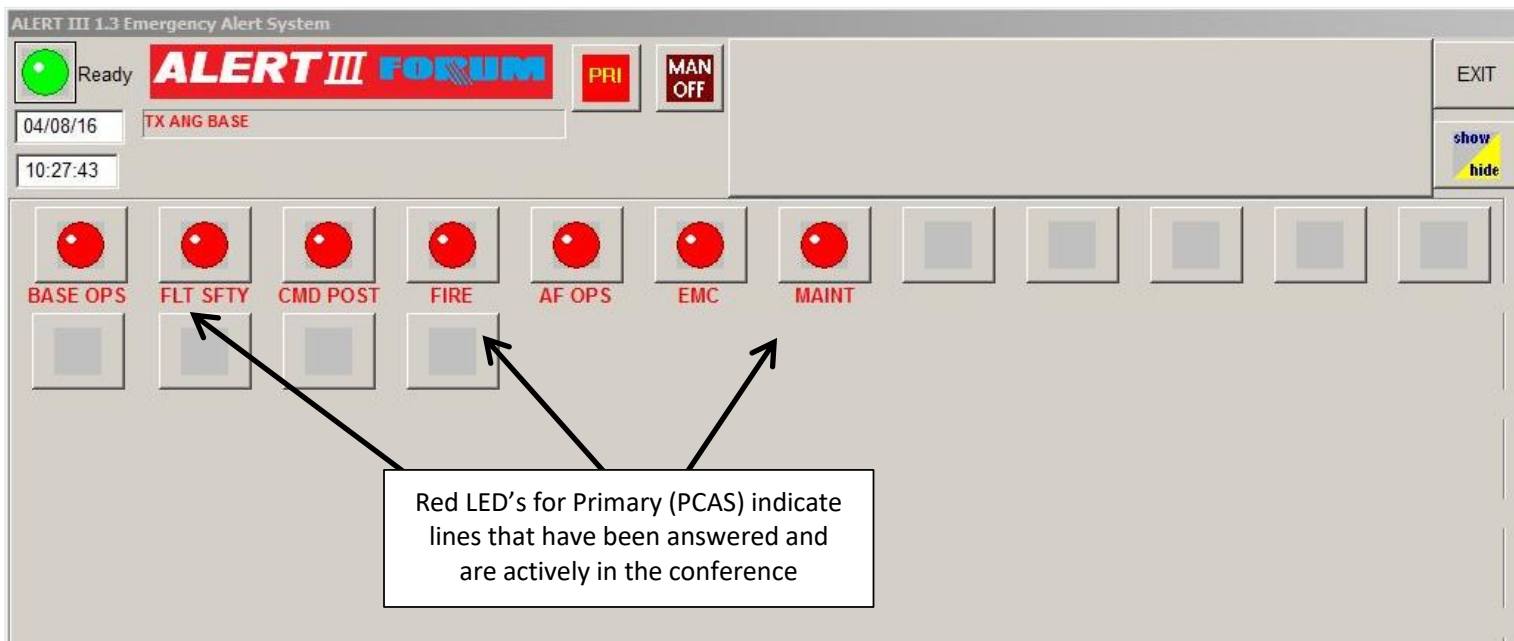 ALERT III 1.3 Emergency Alert System
Ready
ALERT III FORUM
PRI
MAN
OFF
EXIT
04/08/16
TX ANG BASE
show
hide
10:27:43
BASE OPS FLT SFTY CMD POST FIRE AF OPS EMC MAINT
Red LED’s for Primary (PCAS) indicate
lines that have been answered and
are actively in the conference